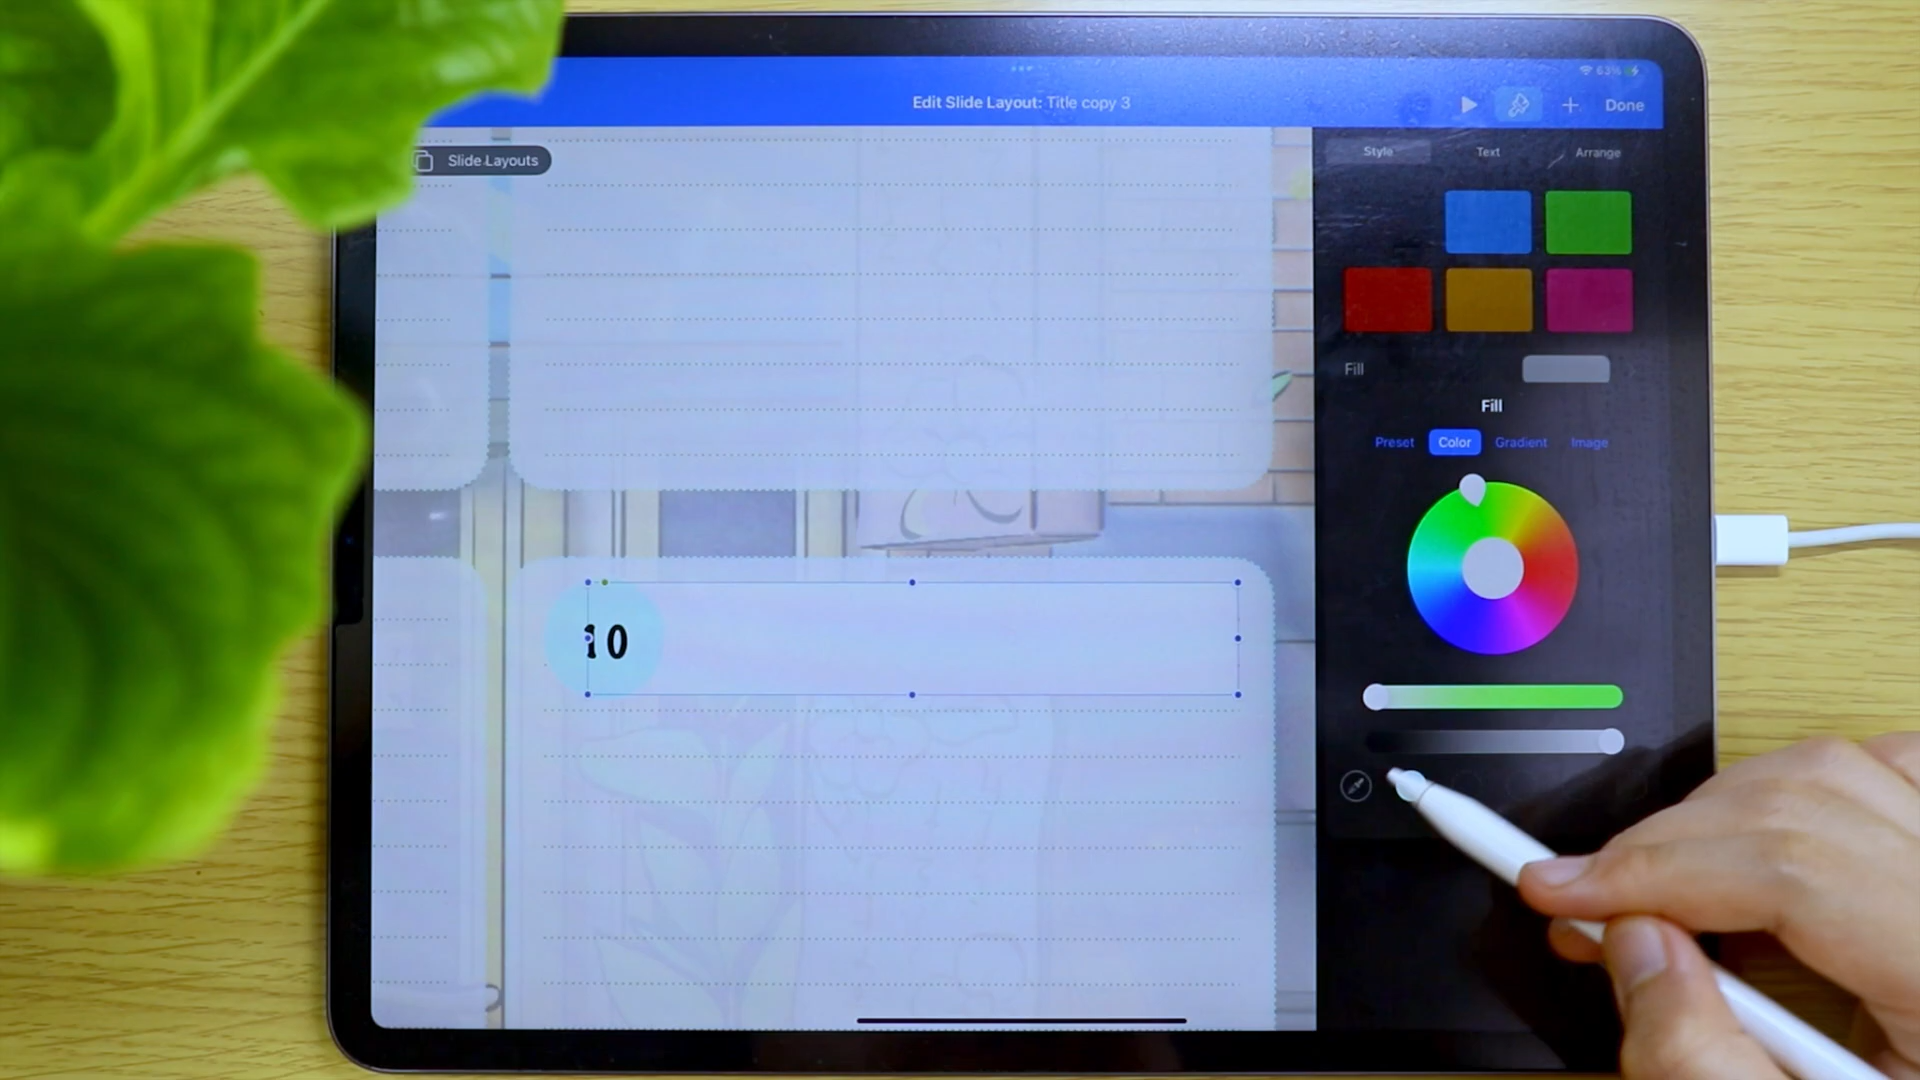 63%
Edit Slide Layout: Title copy 3
Done
Slide Layouts
Style
Text
Arrange
Fill
Fill
Preset
Color
Gradient
Image
10